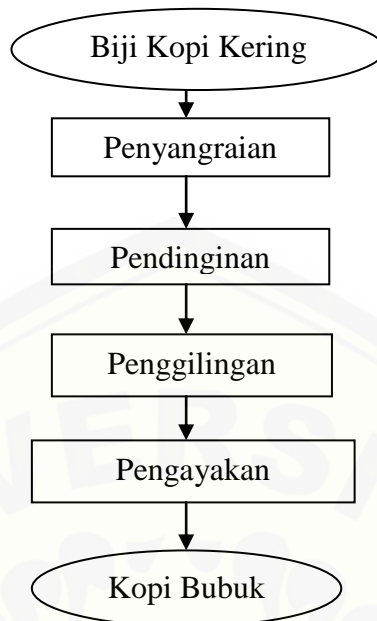 Biji Kopi Kering
Penyangraian
Pendinginan
Penggilingan
Pengayakan
Kopi Bubuk